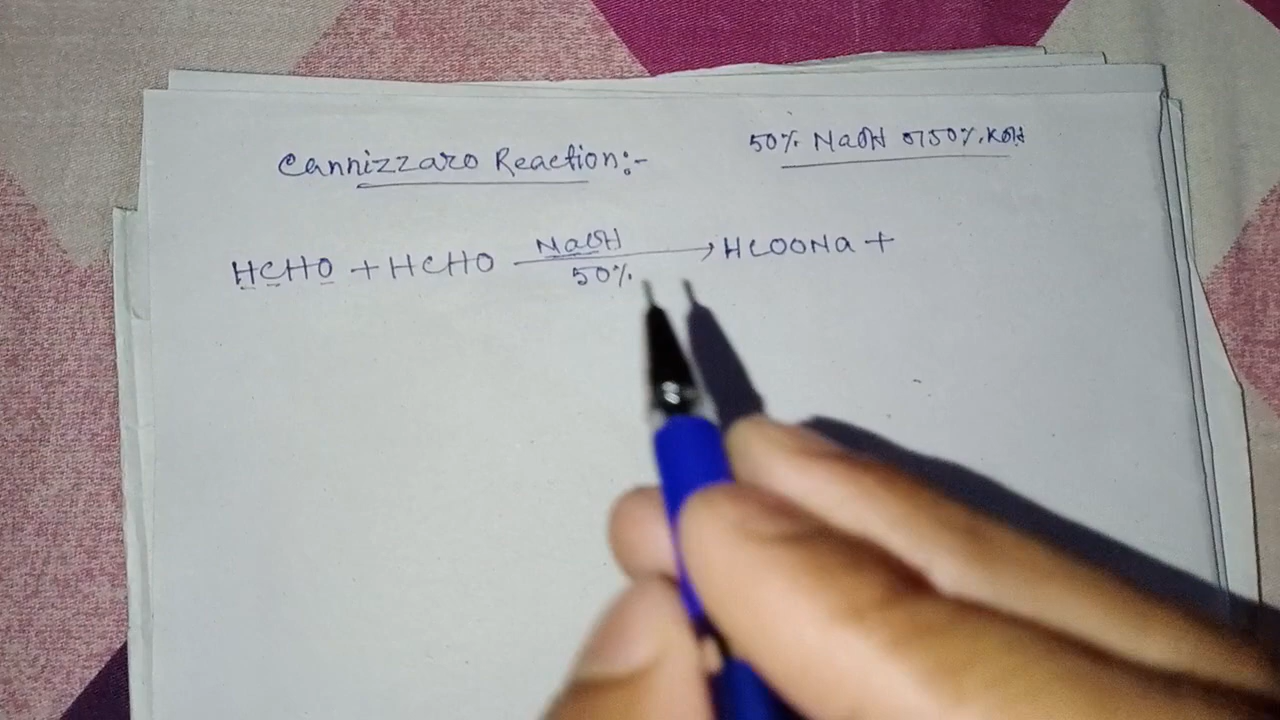 Cannizzaro Reaction:-
50% NaOH or 50% KOH
HCHO + HCHO NaOH 50% → HCOONa +